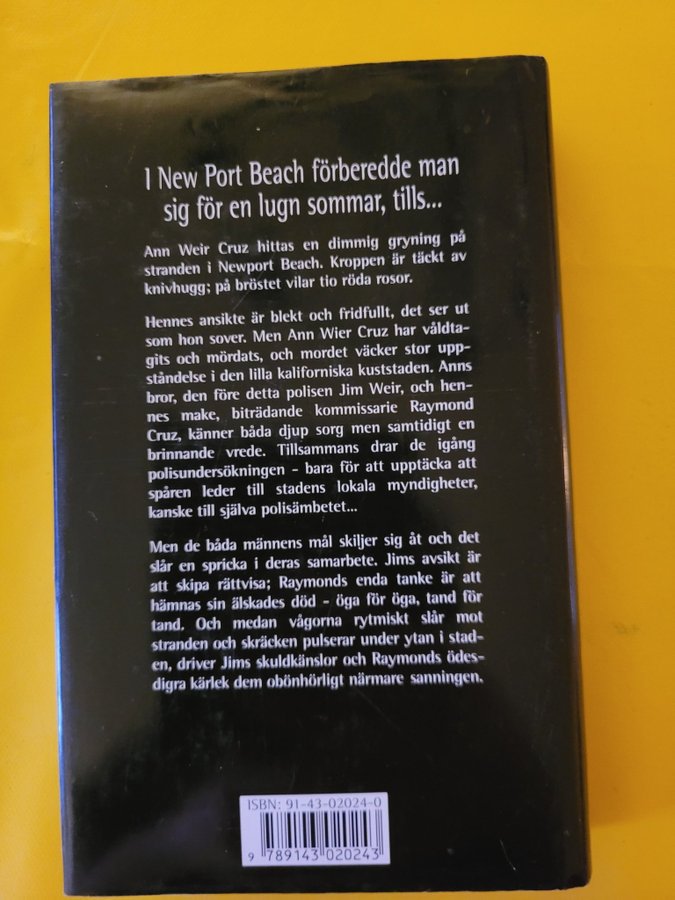 I New Port Beach förberedde man
sig för en lugn sommar, tills...
Ann Weir Cruz hittas en dimmig gryning på
stranden i Newport Beach. Kroppen är täckt av
knivhugg; på bröstet vilar tio röda rosor.
Hennes ansikte är blekt och fridfullt, det ser ut
som hon sover. Men Ann Wier Cruz har våldta-
gits och mördats, och mordet väcker stor upp-
ståndelse i den lilla kaliforniska kuststaden. Anns
bror, den före detta polisen Jim Weir, och hen-
nes make, biträdande kommissarie Raymond
Cruz, känner båda djup sorg men samtidigt en
brinnande vrede. Tillsammans drar de igång
polisundersökningen - bara för att upptäcka att
spåren leder till stadens lokala myndigheter,
kanske till själva polisämbetet...
Men de båda männens mål skiljer sig åt och det
slår en spricka i deras samarbete. Jims avsikt är
att skipa rättvisa; Raymonds enda tanke är att
hämnas sin älskades död - öga för öga, tand för
tand. Och medan vågorna rytmiskt slår mot
stranden och skräcken pulserar under ytan i stad-
en, driver Jims skuldkänslor och Raymonds ödes-
digra kärlek dem obönhörligt närmare sanningen.
ISBN: 91-43-02024-0
9 789143 020243